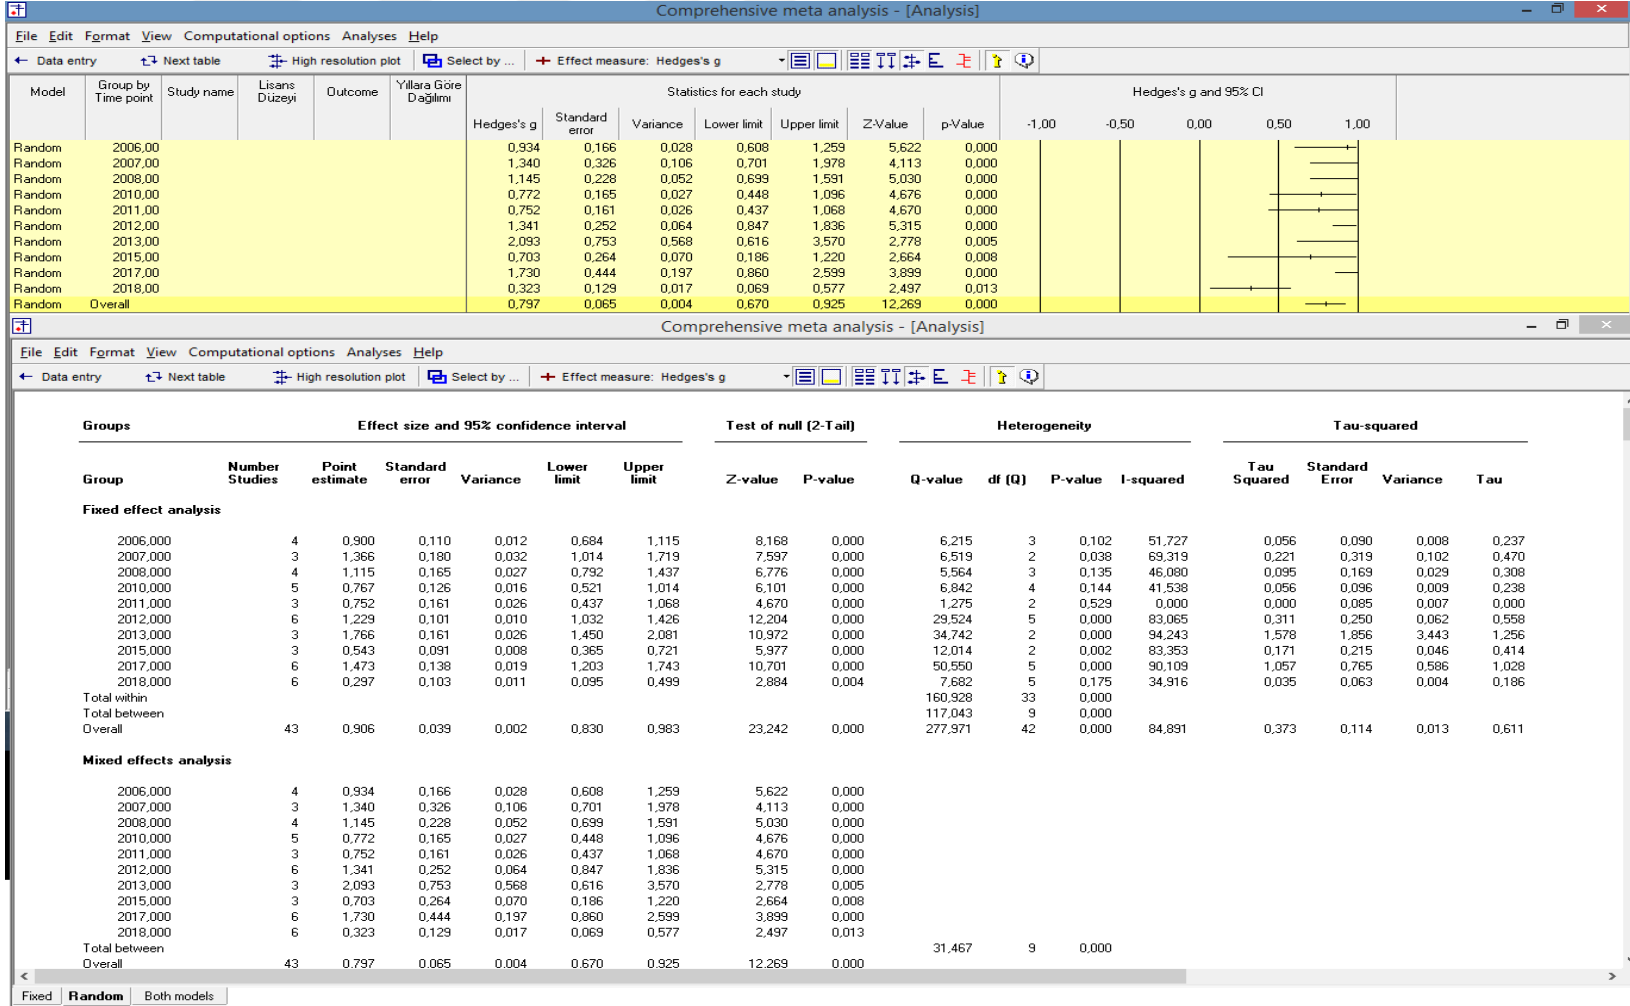 Comprehensive meta analysis - [Analysis]
File Edit Format View Computational options Analyses Help
Data entry Next table High resolution plot Select by ... Effect measure: Hedges's g
Model Group by Time point Study name Lisans Düzeyi Outcome Yıllara Göre Dağılımı Statistics for each study Hedges's g and 95% CI
Hedges's g Standard error Variance Lower limit Upper limit Z-Value p-Value -1,00 -0,50 0,00 0,50 1,00
Random 2006,00 0,934 0,166 0,028 0,608 1,259 5,622 0,000
Random 2007,00 1,340 0,326 0,106 0,701 1,978 4,113 0,000
Random 2008,00 1,145 0,228 0,052 0,699 1,591 5,030 0,000
Random 2010,00 0,772 0,165 0,027 0,448 1,096 4,676 0,000
Random 2011,00 0,752 0,161 0,026 0,437 1,068 4,670 0,000
Random 2012,00 1,341 0,252 0,064 0,847 1,836 5,315 0,000
Random 2013,00 2,093 0,753 0,568 0,616 3,570 2,778 0,005
Random 2015,00 0,703 0,264 0,070 0,186 1,220 2,664 0,008
Random 2017,00 1,730 0,444 0,197 0,860 2,599 3,899 0,000
Random 2018,00 0,323 0,129 0,017 0,069 0,577 2,497 0,013
Random Overall 0,797 0,065 0,004 0,670 0,925 12,269 0,000
Comprehensive meta analysis - [Analysis]
File Edit Format View Computational options Analyses Help
Data entry Next table High resolution plot Select by ... Effect measure: Hedges's g
Groups Effect size and 95% confidence interval Test of null (2-Tail) Heterogeneity Tau-squared
Group Number Studies Point estimate Standard error Variance Lower limit Upper limit Z-value P-value Q-value df (Q) P-value I-squared Tau Squared Standard Error Variance Tau
Fixed effect analysis
2006,000 4 0,900 0,110 0,012 0,684 1,115 8,168 0,000 6,215 3 0,102 51,727 0,056 0,090 0,008 0,237
2007,000 3 1,366 0,180 0,032 1,014 1,719 7,597 0,000 6,519 2 0,038 69,319 0,221 0,319 0,102 0,470
2008,000 4 1,115 0,165 0,027 0,792 1,437 6,776 0,000 5,564 3 0,135 46,080 0,095 0,169 0,029 0,308
2010,000 5 0,767 0,126 0,016 0,521 1,014 6,101 0,000 6,842 4 0,144 41,538 0,056 0,096 0,009 0,238
2011,000 3 0,752 0,161 0,026 0,437 1,068 4,670 0,000 1,275 2 0,529 0,000 0,000 0,085 0,007 0,000
2012,000 6 1,229 0,101 0,010 1,032 1,426 12,204 0,000 29,524 5 0,000 83,065 0,311 0,250 0,062 0,558
2013,000 3 1,766 0,161 0,026 1,450 2,081 10,972 0,000 34,742 2 0,000 94,243 1,578 1,856 3,443 1,256
2015,000 3 0,543 0,091 0,008 0,365 0,721 5,977 0,000 12,014 2 0,002 83,353 0,171 0,215 0,046 0,414
2017,000 6 1,473 0,138 0,019 1,203 1,743 10,701 0,000 50,550 5 0,000 90,109 1,057 0,765 0,586 1,028
2018,000 6 0,297 0,103 0,011 0,095 0,499 2,884 0,004 7,682 5 0,175 34,916 0,035 0,063 0,004 0,186
Total within 160,928 33 0,000
Total between 117,043 9 0,000
Overall 43 0,906 0,039 0,002 0,830 0,983 23,242 0,000 277,971 42 0,000 84,891 0,373 0,114 0,013 0,611
Mixed effects analysis
2006,000 4 0,934 0,166 0,028 0,608 1,259 5,622 0,000
2007,000 3 1,340 0,326 0,106 0,701 1,978 4,113 0,000
2008,000 4 1,145 0,228 0,052 0,699 1,591 5,030 0,000
2010,000 5 0,772 0,165 0,027 0,448 1,096 4,676 0,000
2011,000 3 0,752 0,161 0,026 0,437 1,068 4,670 0,000
2012,000 6 1,341 0,252 0,064 0,847 1,836 5,315 0,000
2013,000 3 2,093 0,753 0,568 0,616 3,570 2,778 0,005
2015,000 3 0,703 0,264 0,070 0,186 1,220 2,664 0,008
2017,000 6 1,730 0,444 0,197 0,860 2,599 3,899 0,000
2018,000 6 0,323 0,129 0,017 0,069 0,577 2,497 0,013
Total between 31,467 9 0,000
Overall 43 0,797 0,065 0,004 0,670 0,925 12,269 0,000
Fixed Random Both models